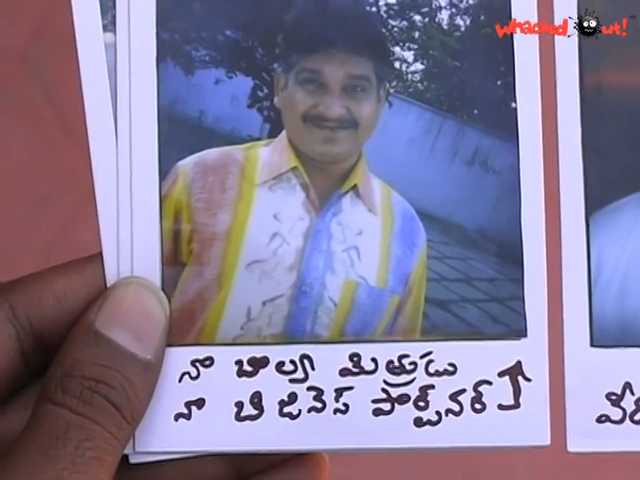 whacked out!
నా బాల్య మిత్రుడు
నా బిజినెస్ పార్ట్‌నర్